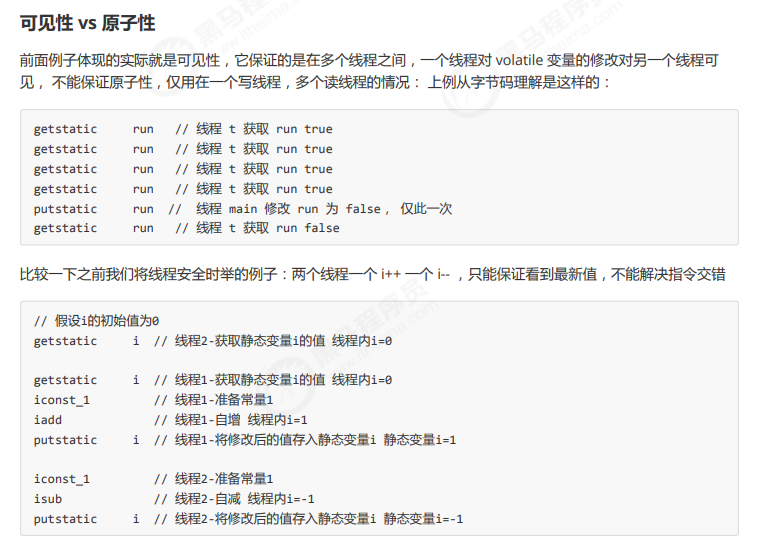 可见性 vs 原子性
前面例子体现的实际就是可见性，它保证的是在多个线程之间，一个线程对 volatile 变量的修改对另一个线程可
见， 不能保证原子性，仅用在一个写线程，多个读线程的情况： 上例从字节码理解是这样的：
getstatic run // 线程 t 获取 run true
getstatic run // 线程 t 获取 run true
getstatic run // 线程 t 获取 run true
getstatic run // 线程 t 获取 run true
putstatic run // 线程 main 修改 run 为 false， 仅此一次
getstatic run // 线程 t 获取 run false
比较一下之前我们将线程安全时举的例子：两个线程一个 i++ 一个 i-- ，只能保证看到最新值，不能解决指令交错
// 假设i的初始值为0
getstatic i // 线程2-获取静态变量i的值 线程内i=0
getstatic i // 线程1-获取静态变量i的值 线程内i=0
iconst_1 // 线程1-准备常量1
iadd // 线程1-自增 线程内i=1
putstatic i // 线程1-将修改后的值存入静态变量i 静态变量i=1
iconst_1 // 线程2-准备常量1
isub // 线程2-自减 线程内i=-1
putstatic i // 线程2-将修改后的值存入静态变量i 静态变量i=-1
黑马程序员
www.itheima.com